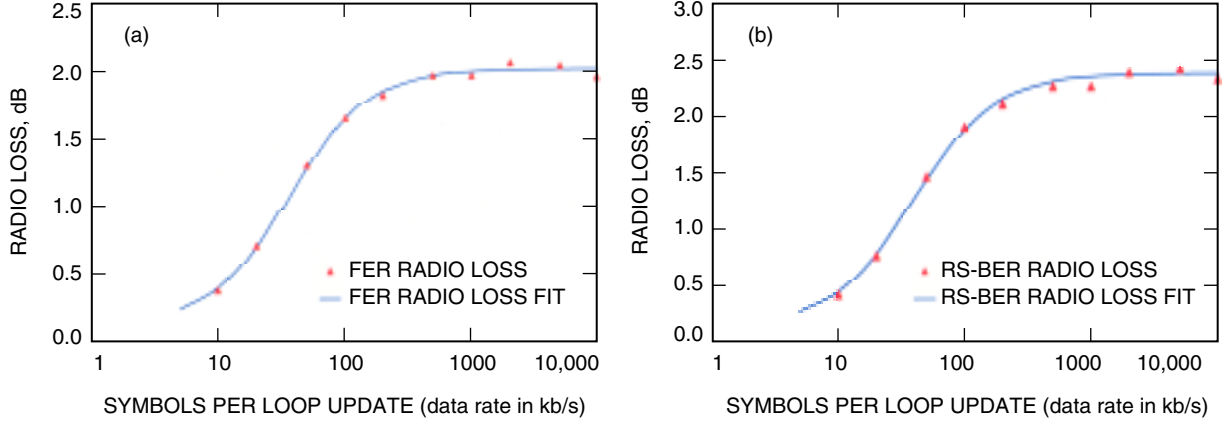 (a)
RADIO LOSS, dB
2.5
2.0
1.5
1.0
0.5
0.0
FER RADIO LOSS
FER RADIO LOSS FIT
1 10 100 1000 10,000
SYMBOLS PER LOOP UPDATE (data rate in kb/s)
(b)
RADIO LOSS, dB
3.0
2.5
2.0
1.5
1.0
0.5
0.0
RS-BER RADIO LOSS
RS-BER RADIO LOSS FIT
1 10 100 1000 10,000
SYMBOLS PER LOOP UPDATE (data rate in kb/s)